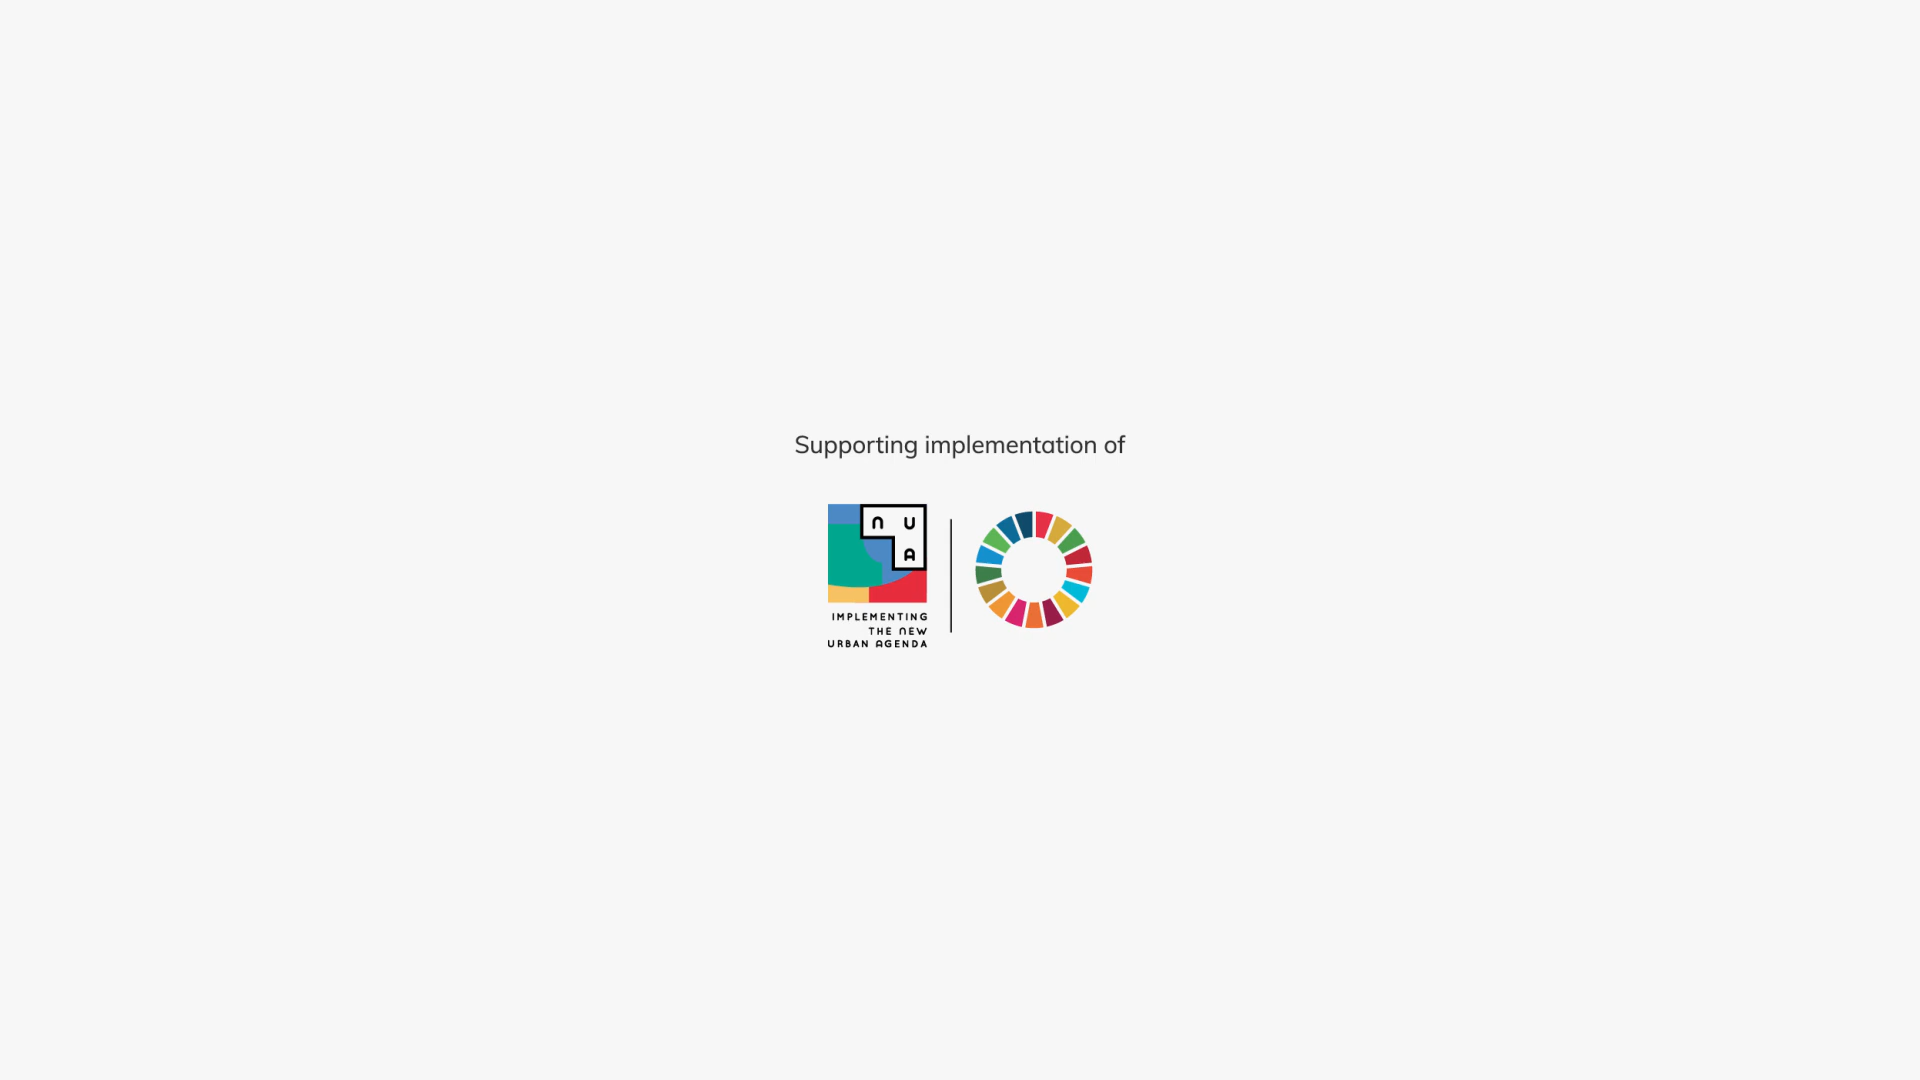 Supporting implementation of
N U
A
IMPLEMENTING
THE NEW
URBAN AGENDA